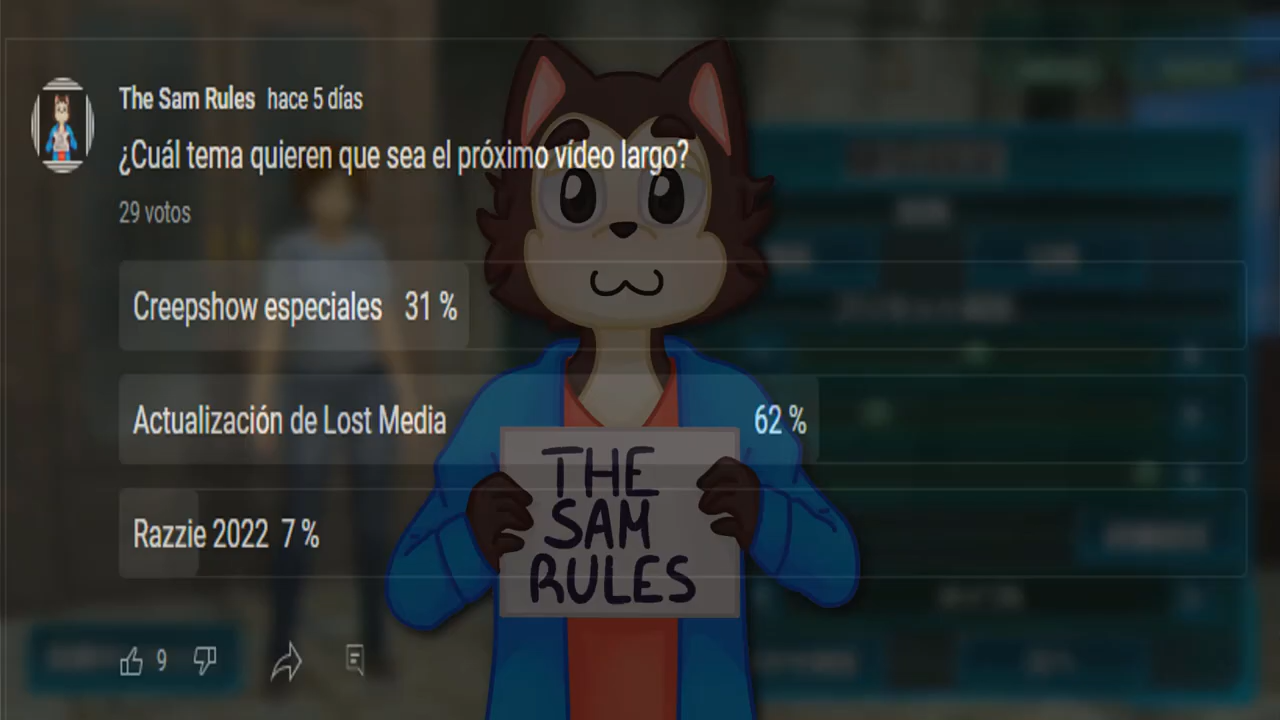 The Sam Rules hace 5 días
¿Cuál tema quieren que sea el próximo vídeo largo?
29 votos
Creepshow especiales 31 %
Actualización de Lost Media 62 %
Razzie 2022 7 %
9
THE
SAM
RULES